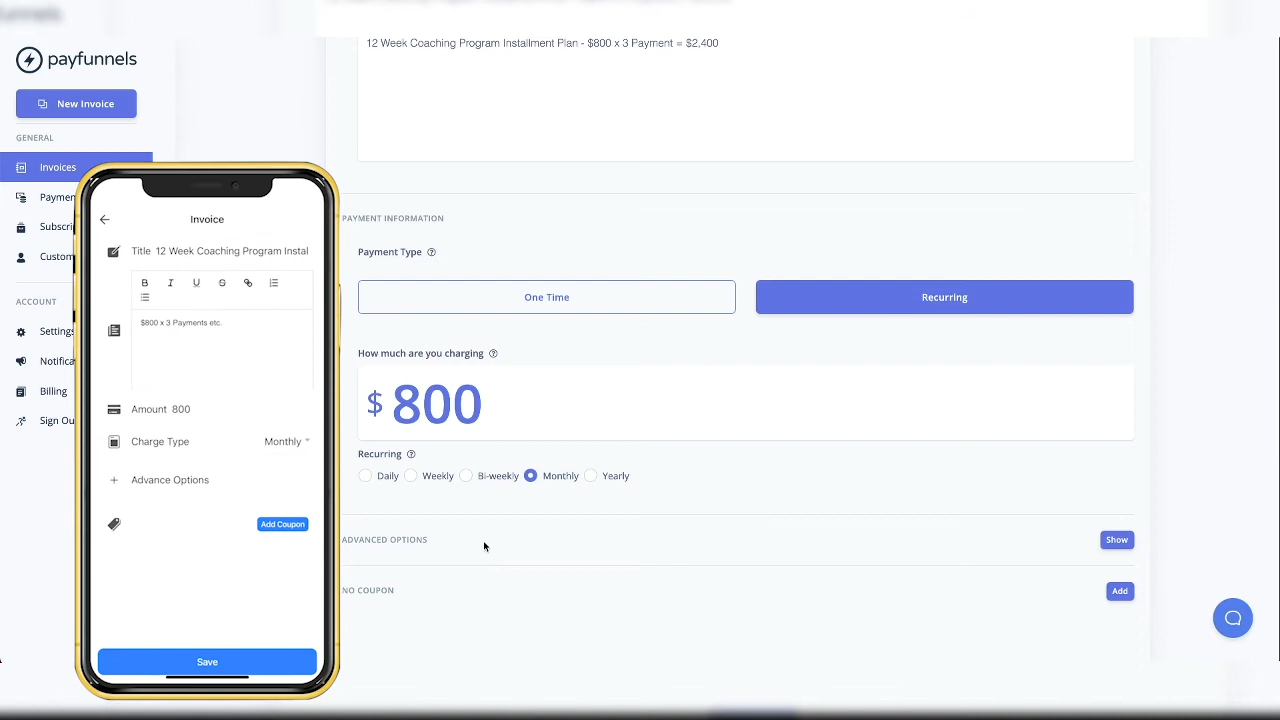 payfunnels
New Invoice
GENERAL
Invoices
Paymen
Subscri
Custom
ACCOUNT
Settings
Notifica
Billing
Sign Ou
Invoice
Title 12 Week Coaching Program Instal
B I U S
$800 x 3 Payments etc.
Amount 800
Charge Type Monthly
+ Advance Options
Add Coupon
Save
12 Week Coaching Program Installment Plan - $800 x 3 Payment = $2,400
PAYMENT INFORMATION
Payment Type ?
One Time Recurring
How much are you charging ?
$ 800
Recurring ?
Daily Weekly Bi-weekly Monthly Yearly
ADVANCED OPTIONS Show
NO COUPON Add